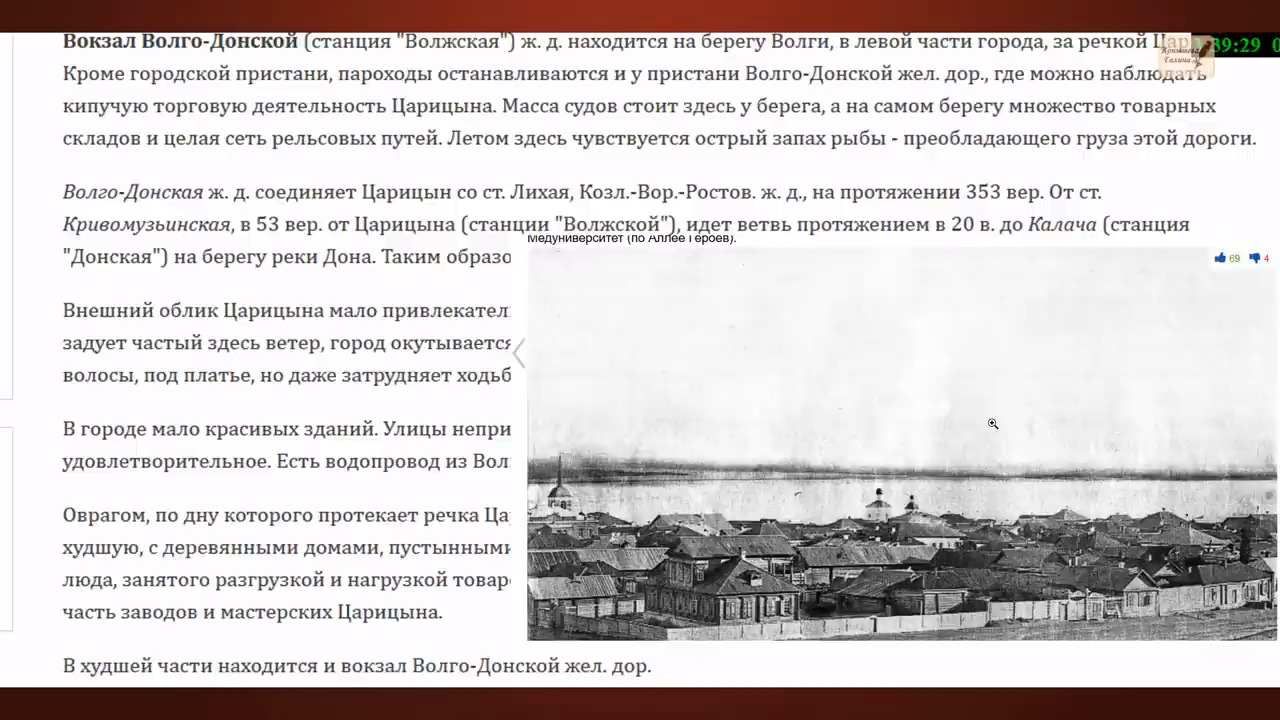 Вокзал Волго-Донской (станция "Волжская") ж. д. находится на берегу Волги, в левой части города, за речкой
39:29
Копышева
Галина
Кроме городской пристани, пароходы останавливаются и у пристани Волго-Донской жел. дор., где можно наблюдать
кипучую торговую деятельность Царицына. Масса судов стоит здесь у берега, а на самом берегу множество товарных
складов и целая сеть рельсовых путей. Летом здесь чувствуется острый запах рыбы - преобладающего груза этой дороги.
Волго-Донская ж. д. соединяет Царицын со ст. Лихая, Козл.-Вор.-Ростов. ж. д., на протяжении 353 вер. От ст.
Кривомузьинская, в 53 вер. от Царицына (станции "Волжской"), идет ветвь протяжением в 20 в. до Калача (станция
Медуниверситет (по Аллее Героев).
"Донская") на берегу реки Дона. Таким образо
69 4
Внешний облик Царицына мало привлекател
задует частый здесь ветер, город окутывается
волосы, под платье, но даже затрудняет ходьб
В городе мало красивых зданий. Улицы непри
удовлетворительное. Есть водопровод из Вол
Оврагом, по дну которого протекает речка Ца
худшую, с деревянными домами, пустынными
люда, занятого разгрузкой и нагрузкой товар
часть заводов и мастерских Царицына.
В худшей части находится и вокзал Волго-Донской жел. дор.